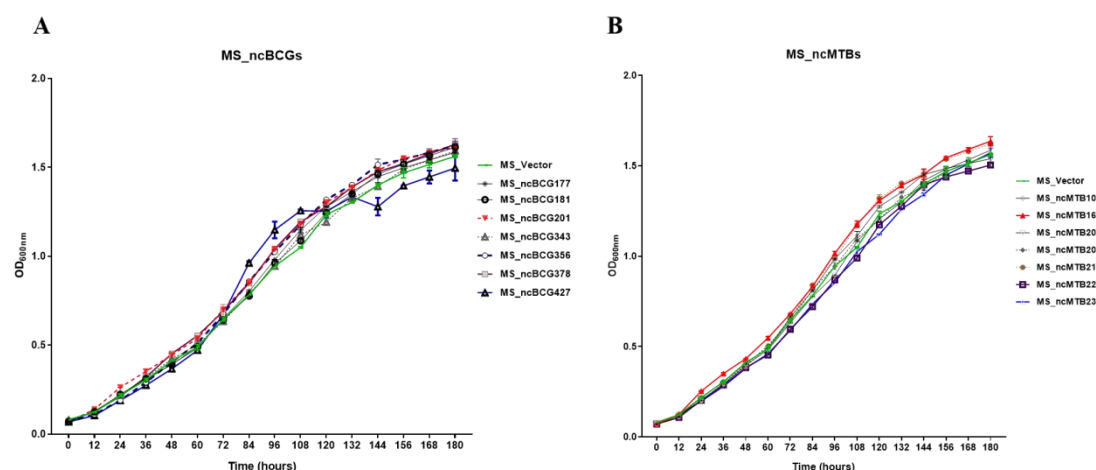 A
MS_ncBCGs
2.0
1.5
1.0
0.5
0.0
OD600nm
0 12 24 36 48 60 72 84 96 108 120 132 144 156 168 180
Time (hours)
MS_Vector
MS_ncBCG177
MS_ncBCG181
MS_ncBCG201
MS_ncBCG343
MS_ncBCG356
MS_ncBCG378
MS_ncBCG427
B
MS_ncMTBs
2.0
1.5
1.0
0.5
0.0
OD600nm
0 12 24 36 48 60 72 84 96 108 120 132 144 156 168 180
Time (hours)
MS_Vector
MS_ncMTB10
MS_ncMTB16
MS_ncMTB20
MS_ncMTB20
MS_ncMTB21
MS_ncMTB22
MS_ncMTB23